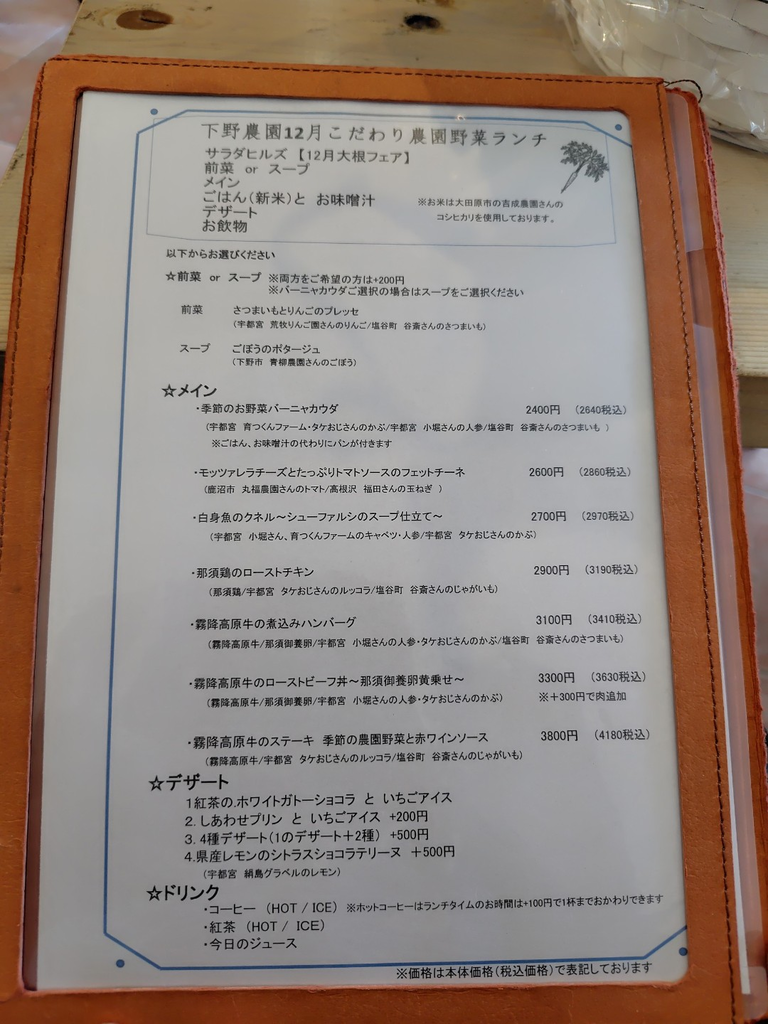 下野農園12月こだわり農園野菜ランチ
サラダヒルズ 【12月大根フェア】
前菜 or スープ
メイン
ごはん(新米)と お味噌汁
デザート
お飲物
※お米は大田原市の吉成農園さんの
コシヒカリを使用しております。
以下からお選びください
☆前菜 or スープ ※両方をご希望の方は+200円
※バーニャカウダご選択の場合はスープをご選択ください
前菜 さつまいもとりんごのプレッセ
(宇都宮 荒牧りんご園さんのりんご/塩谷町 谷斎さんのさつまいも)
スープ ごぼうのポタージュ
(下野市 青柳農園さんのごぼう)
☆メイン
・季節のお野菜バーニャカウダ 2400円 (2640税込)
(宇都宮 育つくんファーム・タケおじさんのかぶ/宇都宮 小堀さんの人参/塩谷町 谷斎さんのさつまいも )
※ごはん、お味噌汁の代わりにパンが付きます
・モッツァレラチーズとたっぷりトマトソースのフェットチーネ 2600円 (2860税込)
(鹿沼市 丸福農園さんのトマト/高根沢 福田さんの玉ねぎ )
・白身魚のクネル～シューファルシのスープ仕立て～ 2700円 (2970税込)
(宇都宮 小堀さん、育つくんファームのキャベツ・人参/宇都宮 タケおじさんのかぶ)
・那須鶏のローストチキン 2900円 (3190税込)
(那須鶏/宇都宮 タケおじさんのルッコラ/塩谷町 谷斎さんのじゃがいも)
・霧降高原牛の煮込みハンバーグ 3100円 (3410税込)
(霧降高原牛/那須御養卵/宇都宮 小堀さんの人参・タケおじさんのかぶ/塩谷町 谷斎さんのさつまいも)
・霧降高原牛のローストビーフ丼～那須御養卵黄乗せ～ 3300円 (3630税込)
(霧降高原牛/那須御養卵/宇都宮 小堀さんの人参・タケおじさんのかぶ) ※+300円で肉追加
・霧降高原牛のステーキ 季節の農園野菜と赤ワインソース 3800円 (4180税込)
(霧降高原牛/宇都宮 タケおじさんのルッコラ/塩谷町 谷斎さんのじゃがいも)
☆デザート
1紅茶の.ホワイトガトーショコラ と いちごアイス
2. しあわせプリン と いちごアイス +200円
3. 4種デザート(1のデザート+2種) +500円
4.県産レモンのシトラスショコラテリーヌ +500円
(宇都宮 絹島グラベルのレモン)
☆ドリンク
・コーヒー (HOT / ICE) ※ホットコーヒーはランチタイムのお時間は+100円で1杯までおかわりできます
・紅茶 (HOT / ICE)
・今日のジュース
※価格は本体価格(税込価格)で表記しております